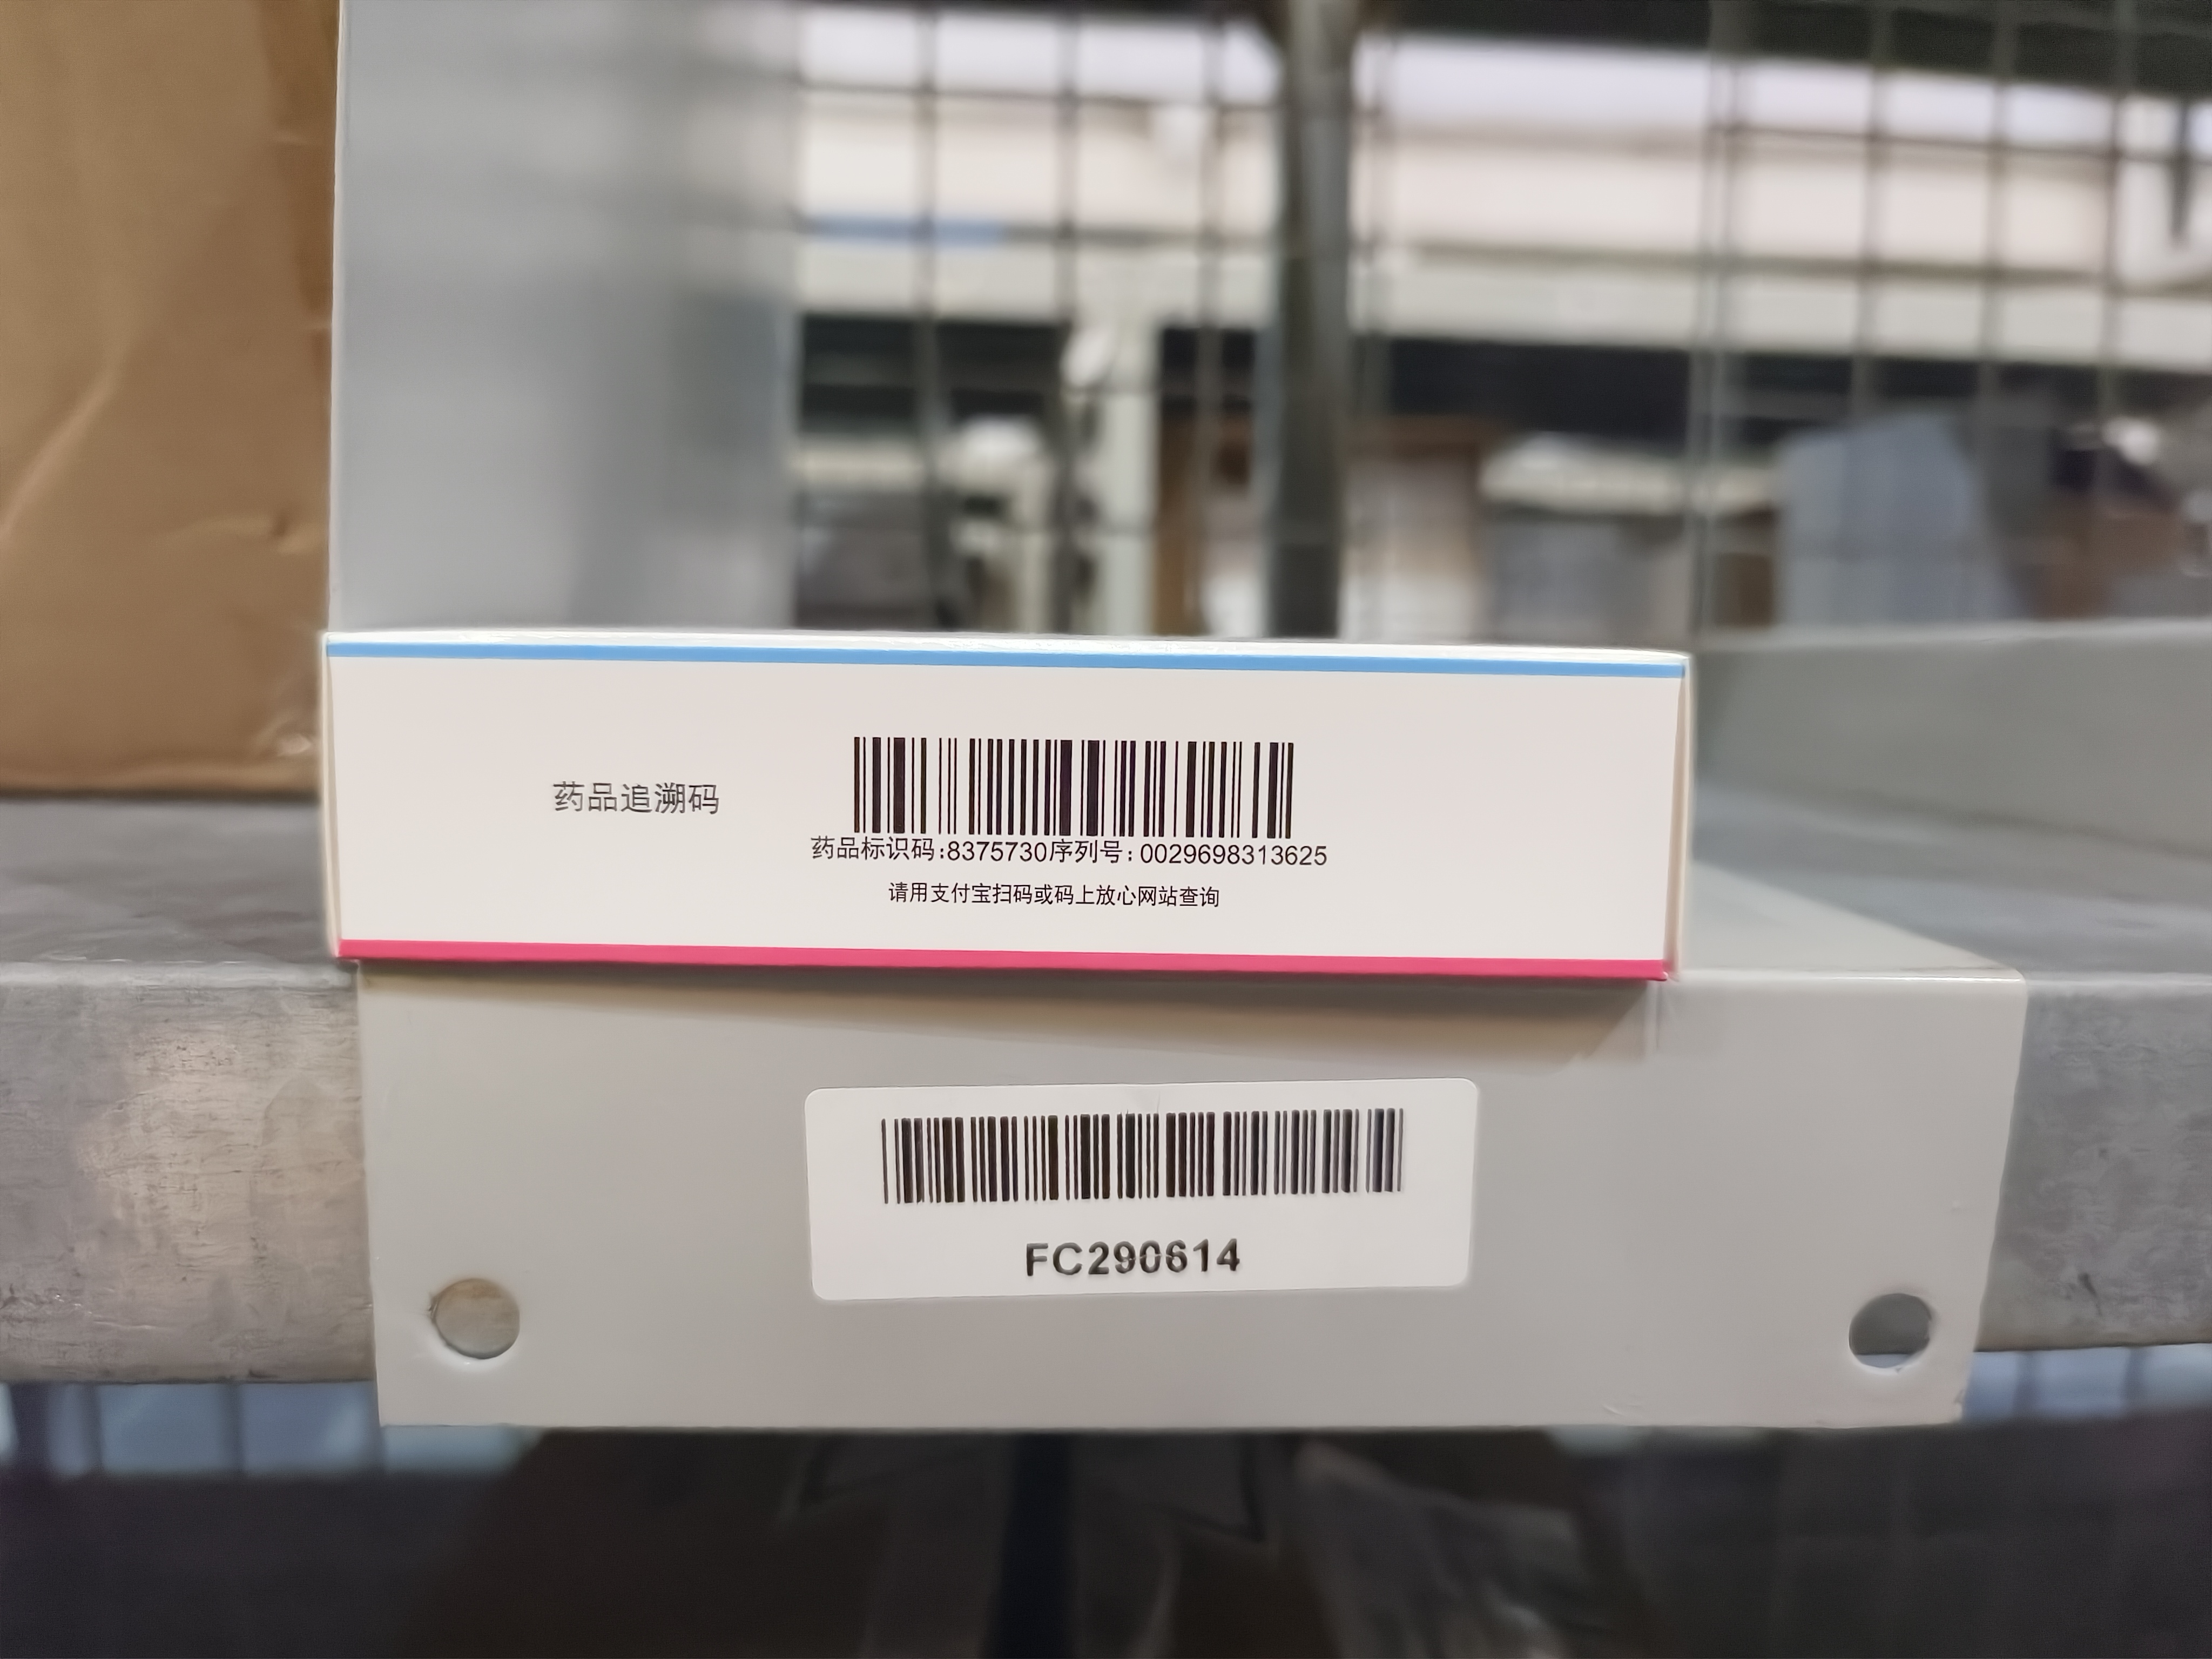 药品追溯码
药品标识码:8375730序列号:0029698313625
请用支付宝扫码或码上放心网站查询
FC290614